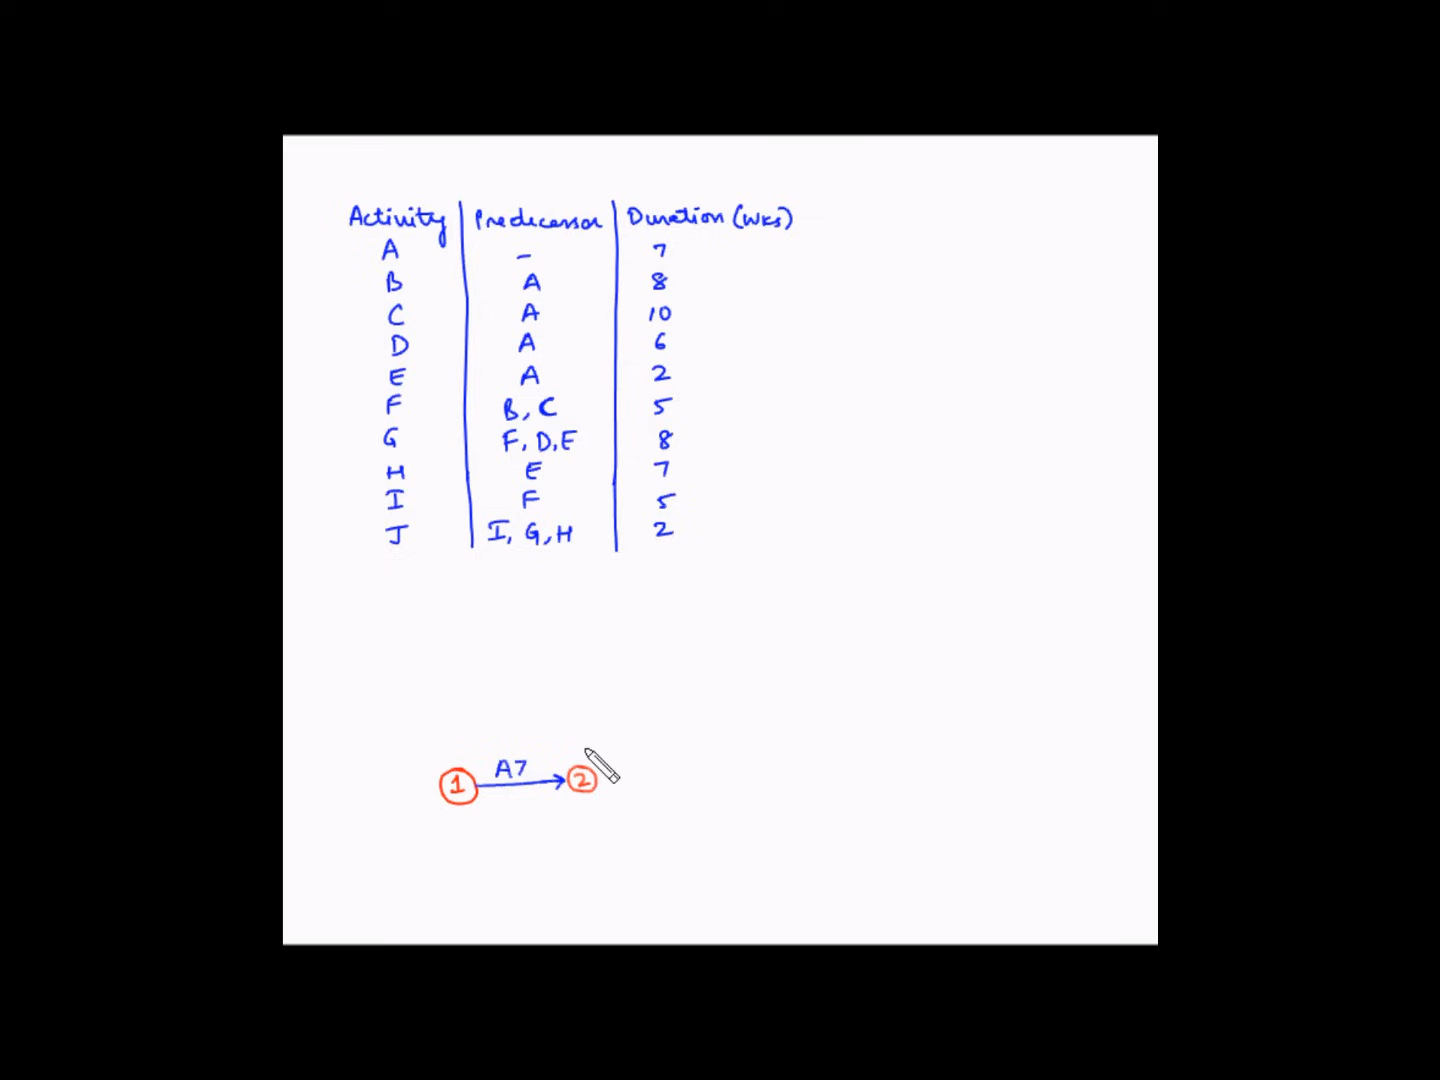 Activity Predecessor Duration (wks)
A - 7
B A 8
C A 10
D A 6
E A 2
F B, C 5
G F, D, E 8
H E 7
I F 5
J I, G, H 2
1 A7 2